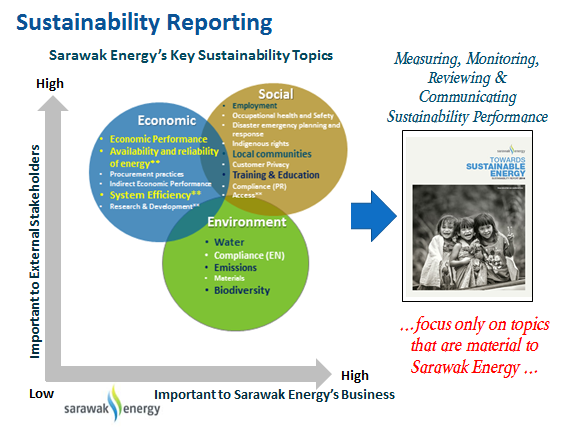 Sustainability Reporting
Sarawak Energy's Key Sustainability Topics
High
Important to External Stakeholders
Low
Economic
Economic Performance
Availability and reliability
of energy**
Procurement practices
Indirect Economic Performance
System Efficiency**
Research & Development**
Social
Employment
Occupational health and Safety
Disaster emergency planning and
response
Indigenous rights
Local communities
Customer Privacy
Training & Education
Compliance (PR)
Access**
Environment
Water
Compliance (EN)
Emissions
Materials
Biodiversity
High
Important to Sarawak Energy's Business
sarawak energy
Measuring, Monitoring,
Reviewing &
Communicating
Sustainability Performance
sarawak energy
TOWARDS
SUSTAINABLE
ENERGY
...focus only on topics
that are material to
Sarawak Energy ...